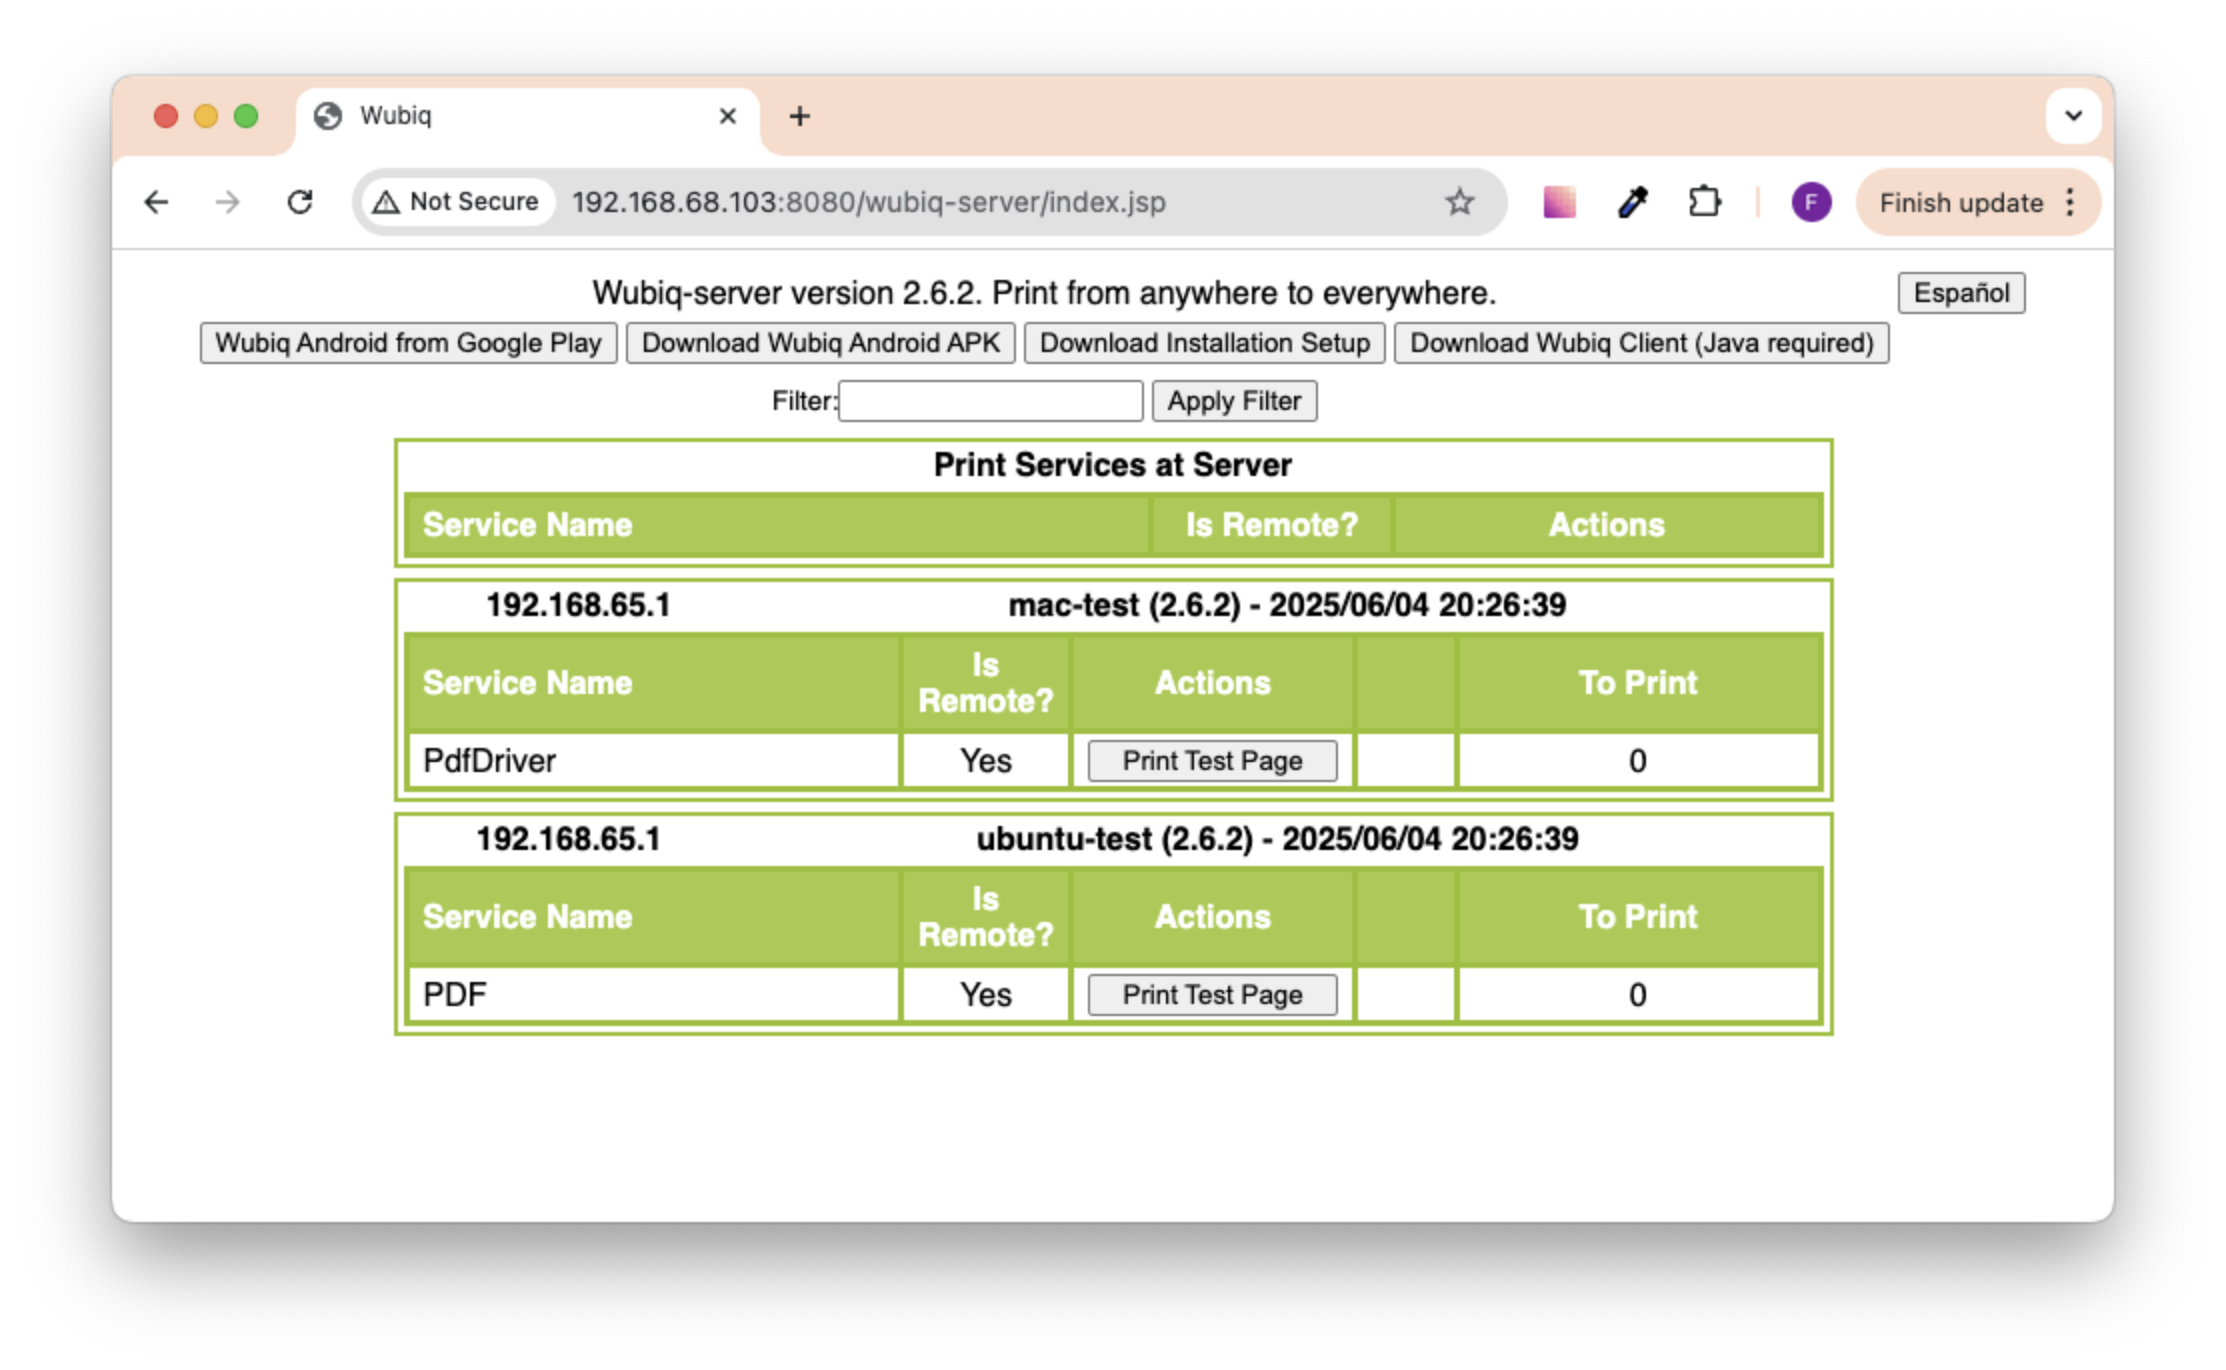 Wubiq
Not Secure 192.168.68.103:8080/wubiq-server/index.jsp F Finish update
Wubiq-server version 2.6.2. Print from anywhere to everywhere. Español
Wubiq Android from Google Play Download Wubiq Android APK Download Installation Setup Download Wubiq Client (Java required)
Filter: Apply Filter
Print Services at Server
Service Name Is Remote? Actions
192.168.65.1 mac-test (2.6.2) - 2025/06/04 20:26:39
Service Name Is Remote? Actions To Print
PdfDriver Yes Print Test Page 0
192.168.65.1 ubuntu-test (2.6.2) - 2025/06/04 20:26:39
Service Name Is Remote? Actions To Print
PDF Yes Print Test Page 0